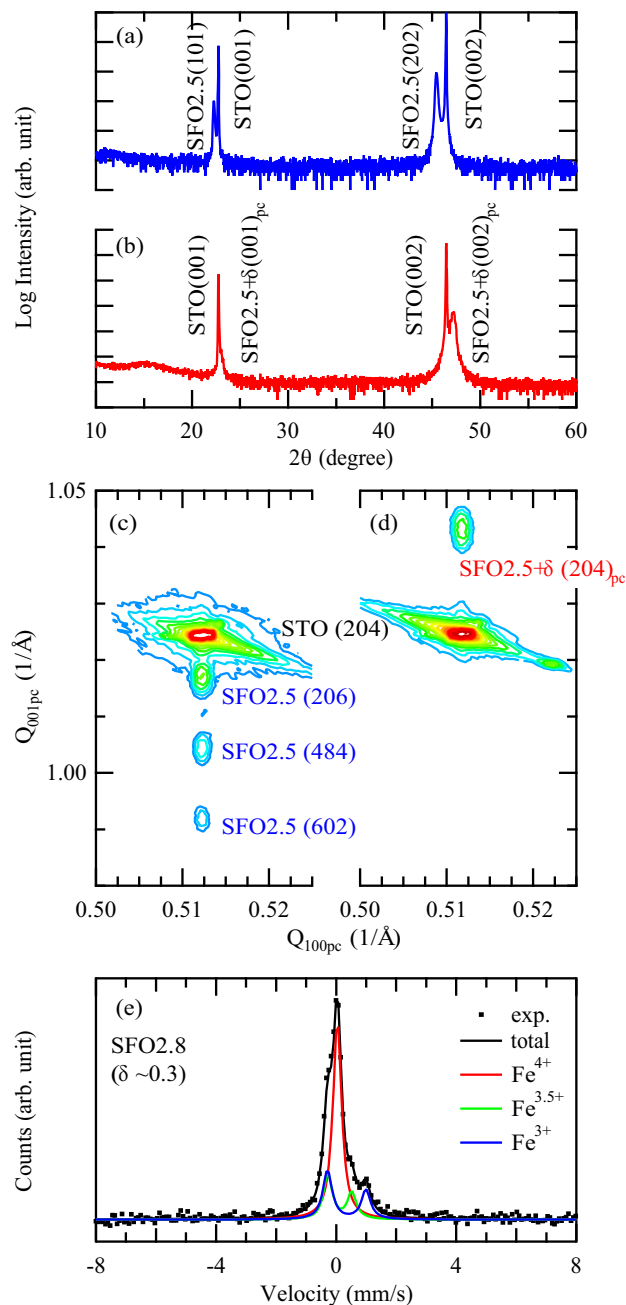 (a)
SFO2.5(101)
STO(001)
SFO2.5(202)
STO(002)
Log Intensity (arb. unit)
(b)
STO(001)
SFO2.5+δ(001)pc
STO(002)
SFO2.5+δ(002)pc
10 20 30 40 50 60
2θ (degree)
1.05
(c)
(d)
SFO2.5+δ (204)pc
STO (204)
Q001pc (1/Å)
SFO2.5 (206)
SFO2.5 (484)
1.00
SFO2.5 (602)
0.50 0.51 0.52 0.50 0.51 0.52
Q100pc (1/Å)
(e)
SFO2.8
(δ ~0.3)
exp.
total
Fe4+
Fe3.5+
Fe3+
Counts (arb. unit)
-8 -4 0 4 8
Velocity (mm/s)